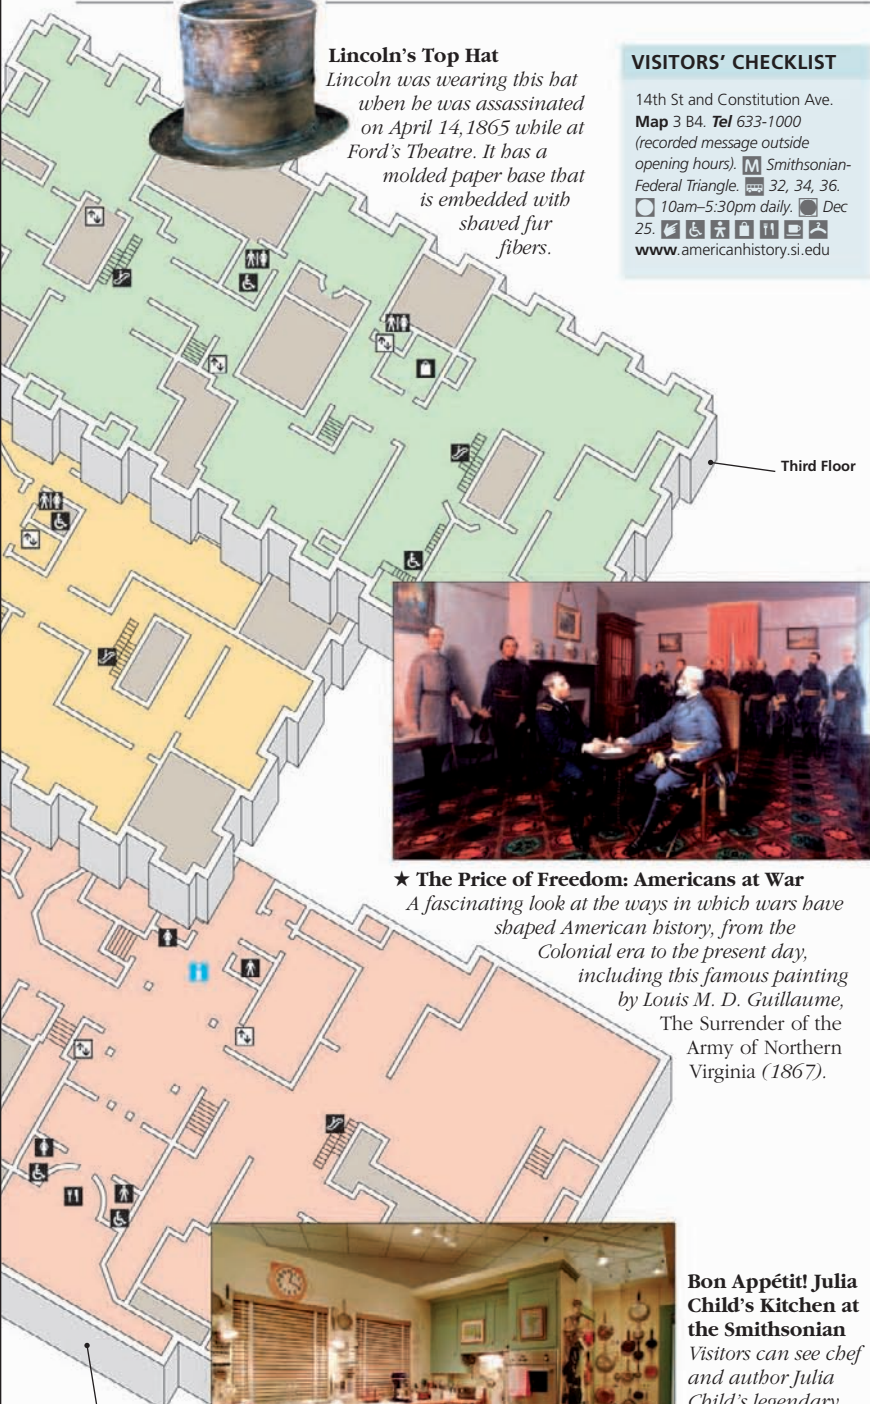 Lincoln's Top Hat
Lincoln was wearing this hat
when he was assassinated
on April 14,1865 while at
Ford's Theatre. It has a
molded paper base that
is embedded with
shaved fur
fibers.
VISITORS' CHECKLIST
14th St and Constitution Ave.
Map 3 B4. Tel 633-1000
(recorded message outside
opening hours). M Smithsonian-
Federal Triangle. 32, 34, 36.
10am–5:30pm daily. Dec
25.
www.americanhistory.si.edu
Third Floor
★ The Price of Freedom: Americans at War
A fascinating look at the ways in which wars have
shaped American history, from the
Colonial era to the present day,
including this famous painting
by Louis M. D. Guillaume,
The Surrender of the
Army of Northern
Virginia (1867).
Bon Appétit! Julia
Child's Kitchen at
the Smithsonian
Visitors can see chef
and author Julia
Child's legendary